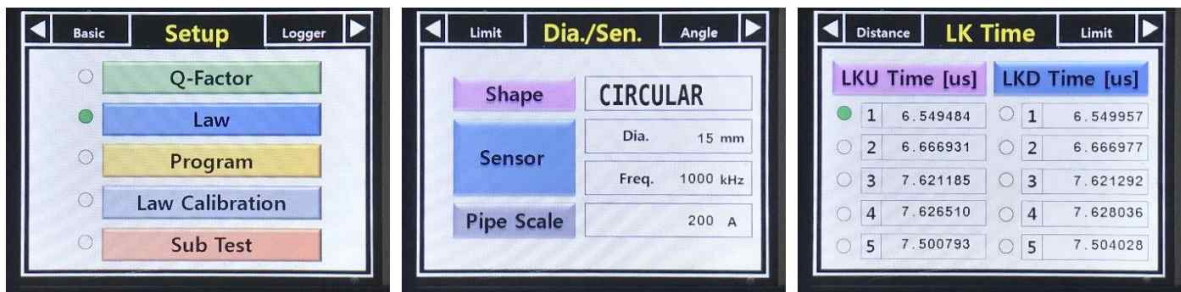 Basic Setup Logger
Q-Factor
Law
Program
Law Calibration
Sub Test
Limit Dia./Sen. Angle
Shape CIRCULAR
Sensor
Dia. 15 mm
Freq. 1000 kHz
Pipe Scale 200 A
Distance LK Time Limit
LKU Time [us] LKD Time [us]
1 6.549484 1 6.549957
2 6.666931 2 6.666977
3 7.621185 3 7.621292
4 7.626510 4 7.628036
5 7.500793 5 7.504028